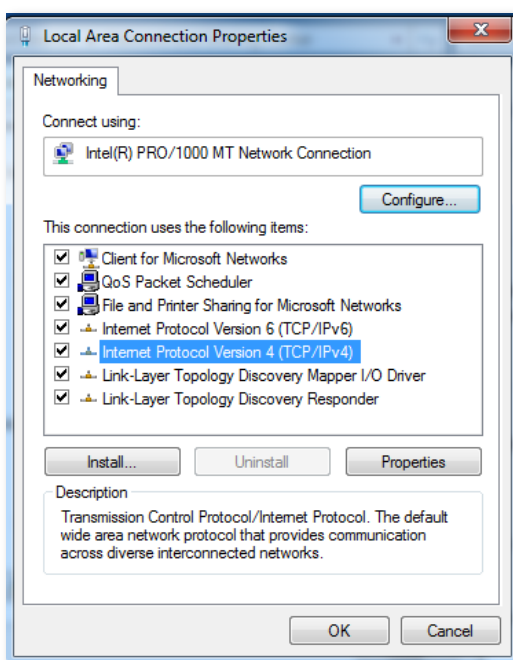 Local Area Connection Properties
Networking
Connect using:
Intel(R) PRO/1000 MT Network Connection
Configure...
This connection uses the following items:
Client for Microsoft Networks
QoS Packet Scheduler
File and Printer Sharing for Microsoft Networks
Internet Protocol Version 6 (TCP/IPv6)
Internet Protocol Version 4 (TCP/IPv4)
Link-Layer Topology Discovery Mapper I/O Driver
Link-Layer Topology Discovery Responder
Install... Uninstall Properties
Description
Transmission Control Protocol/Internet Protocol. The default
wide area network protocol that provides communication
across diverse interconnected networks.
OK Cancel